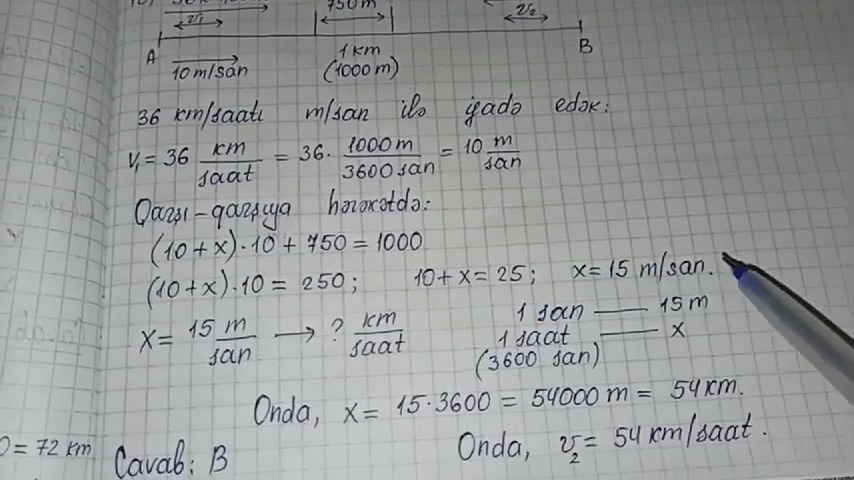 750m
v₁
v₂
A
B
10 m/san
1 km
(1000 m)
36 km/saatı m/san ilə ifadə edək:
V₁ = 36 km/saat = 36 · 1000 m/3600 san = 10 m/san
Qarşı-qarşıya hərəkətdə:
(10 + x) · 10 + 750 = 1000
(10 + x) · 10 = 250; 10 + x = 25; x = 15 m/san.
X = 15 m/san → ? km/saat
1 san — 15 m
1 saat — x
(3600 san)
Onda, x = 15 · 3600 = 54000 m = 54 km.
= 72 km
Cavab: B
Onda, v₂ = 54 km/saat.